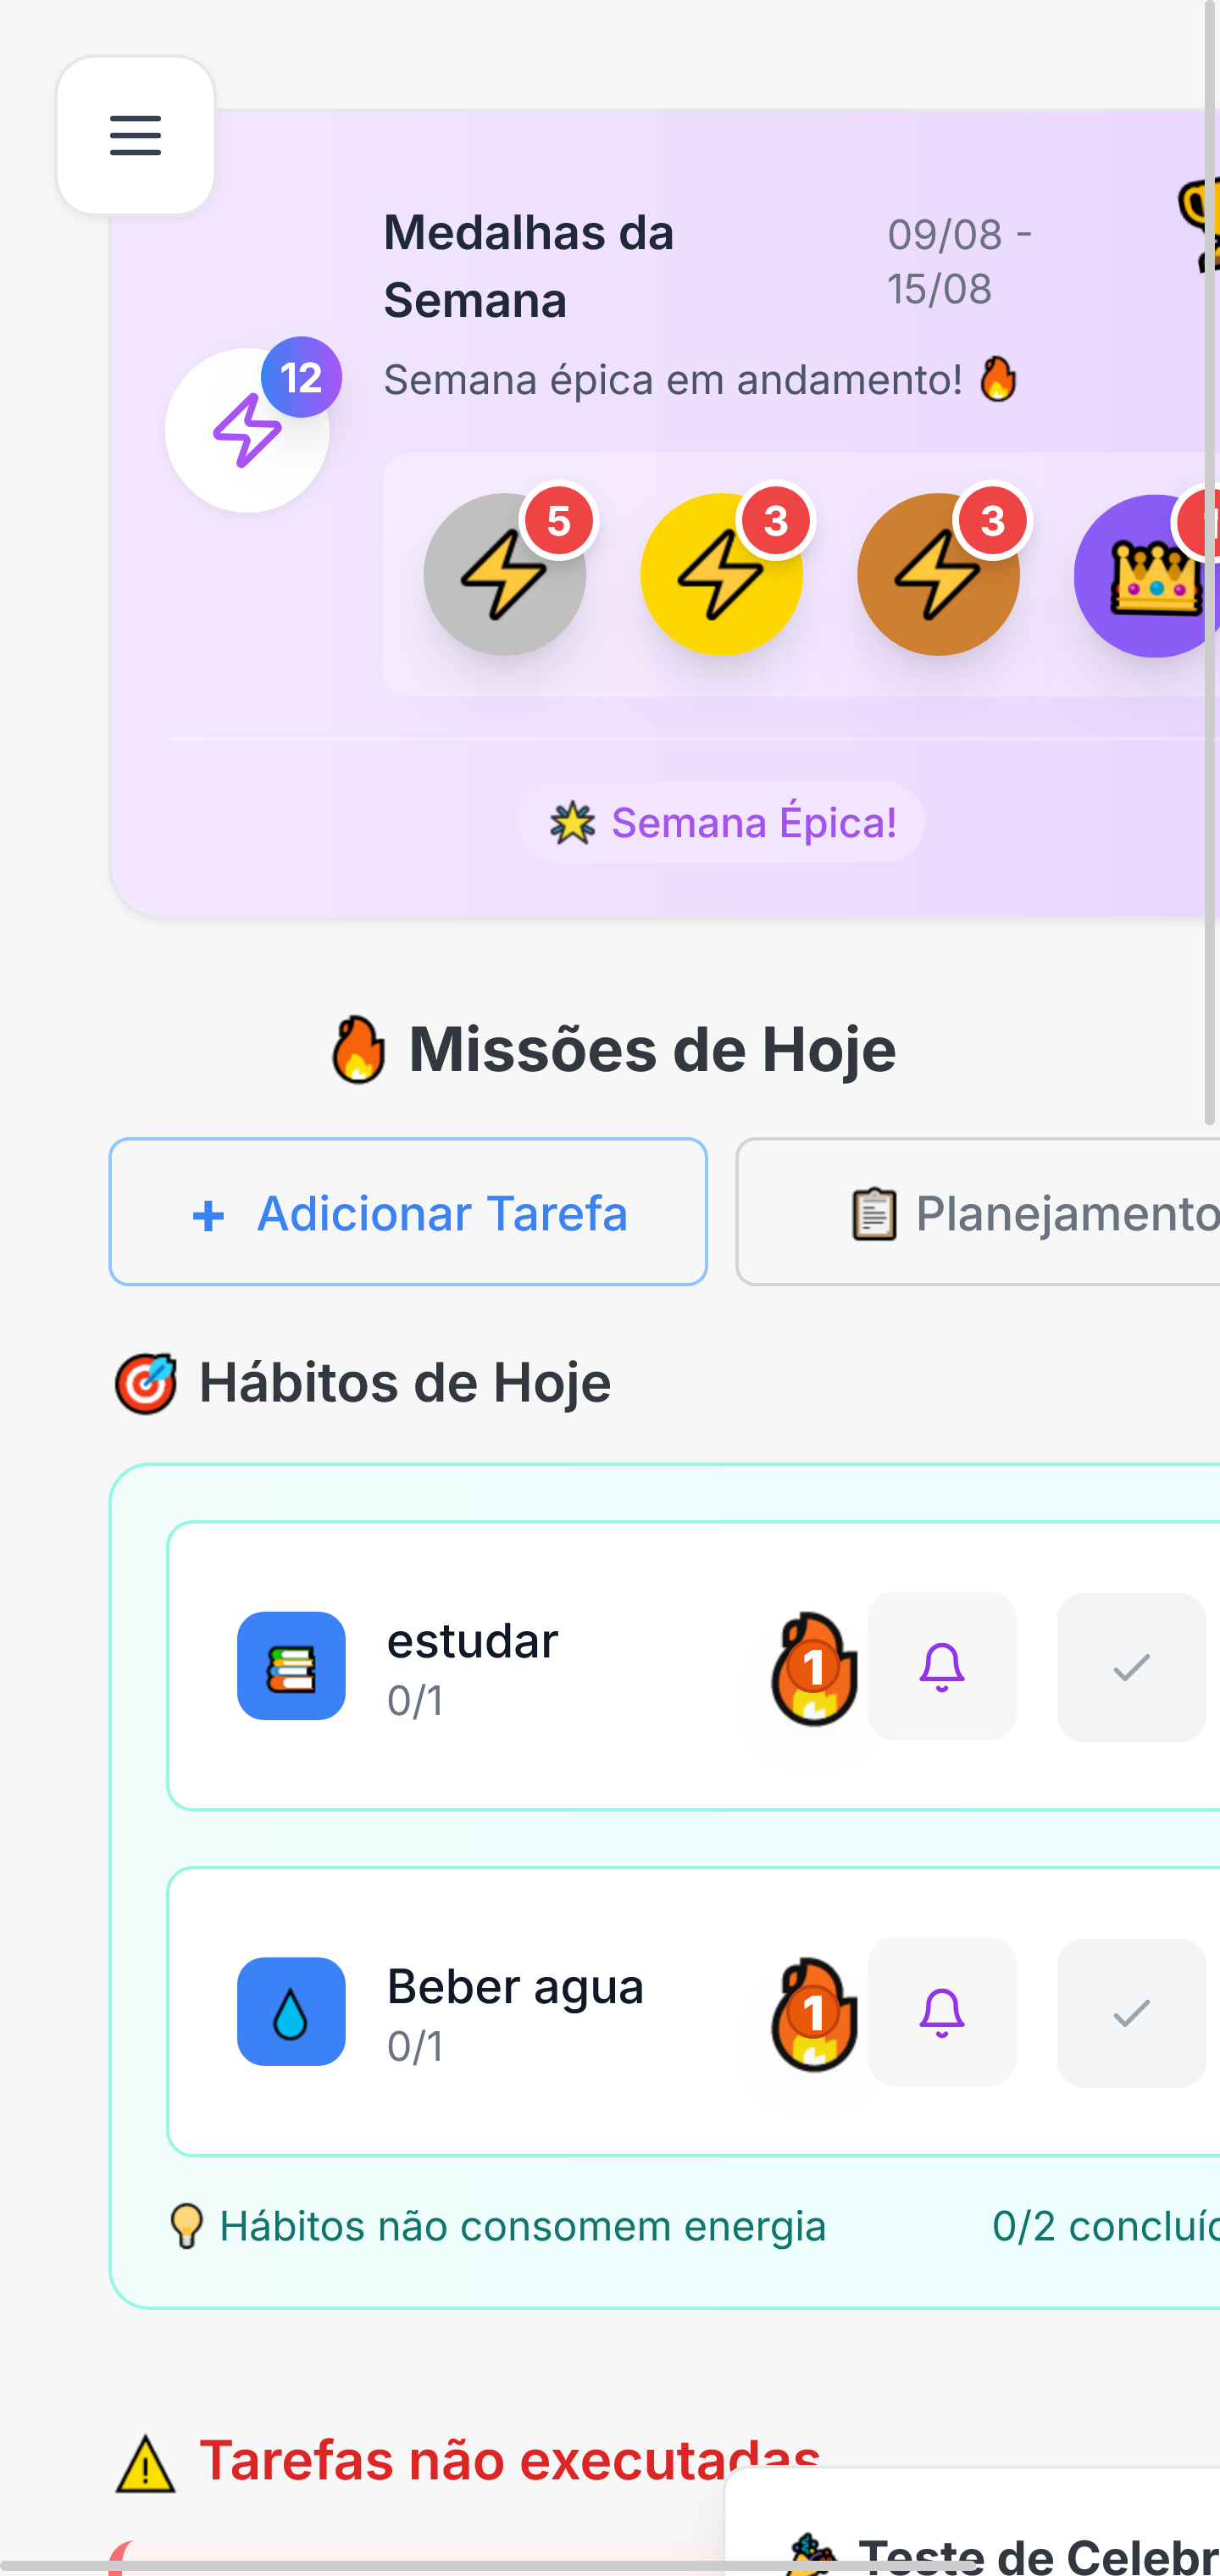 Medalhas da
Semana
09/08 -
15/08
12
Semana épica em andamento!
5
3
3
Semana Épica!
Missões de Hoje
+ Adicionar Tarefa
Planejamento
Hábitos de Hoje
estudar
0/1
1
Beber agua
0/1
1
Hábitos não consomem energia
0/2
Tarefas não executadas
Teste de